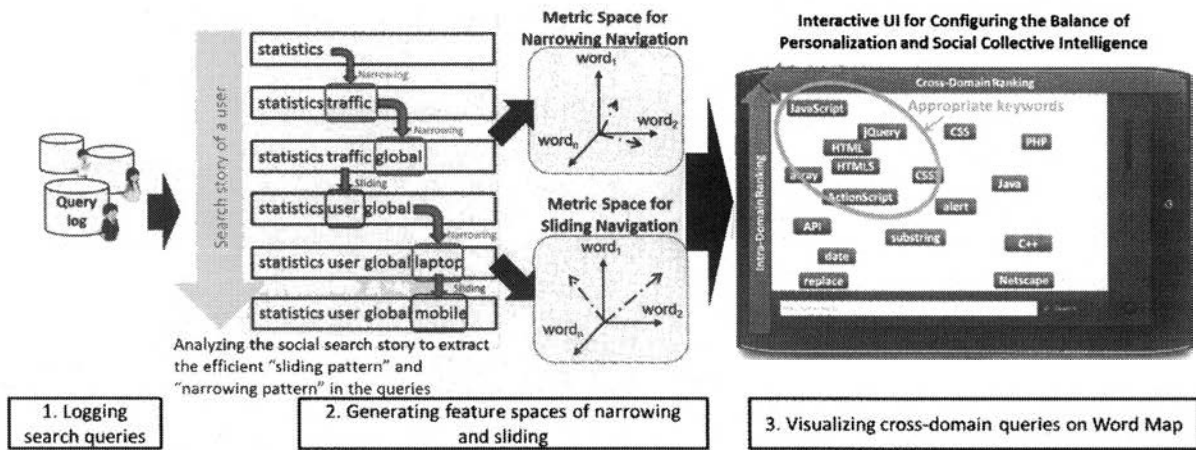 Query
log
Search story of a user
statistics
Narrowing
statistics traffic
Narrowing
statistics traffic global
Sliding
statistics user global
Narrowing
statistics user global laptop
Sliding
statistics user global mobile
Analyzing the social search story to extract
the efficient "sliding pattern" and
"narrowing pattern" in the queries
Metric Space for
Narrowing Navigation
word1
word2
wordn
Metric Space for
Sliding Navigation
word1
word2
wordn
Interactive UI for Configuring the Balance of
Personalization and Social Collective Intelligence
Cross-Domain Ranking
Intra-Domain Ranking
Appropriate keywords
JavaScript
jQuery
CSS
PHP
HTML
HTML5
array
CSS
Java
ActionScript
alert
API
substring
C++
date
replace
Netscape
1. Logging
search queries
2. Generating feature spaces of narrowing
and sliding
3. Visualizing cross-domain queries on Word Map